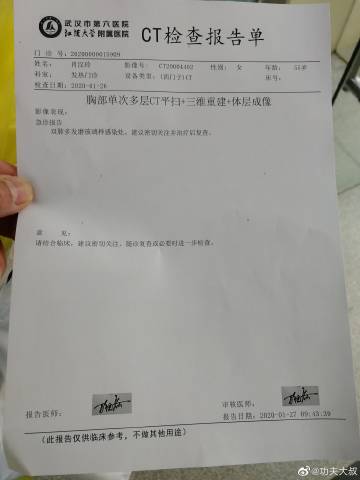 武汉市第六医院
江汉大学附属医院
CT检查报告单
门 诊 号: 20200000015909
姓名: 肖汉玲 影像号: CT20004402 性别: 女 年龄: 55岁
科室: 发热门诊 设备类型: (西门子)CT 床号:
检查日期: 2020-01-26
胸部单次多层CT平扫+三维重建+体层成像
影像表现:
急诊报告
双肺多发磨玻璃样感染灶, 建议密切关注并治疗后复查。
意 见:
请结合临床, 建议密切关注, 随诊复查或必要时进一步检查。
报告医师: 审核医师:
报告日期: 2020-01-27 09:43:39
(此报告仅供临床参考, 不做其他用途)
@功夫大叔